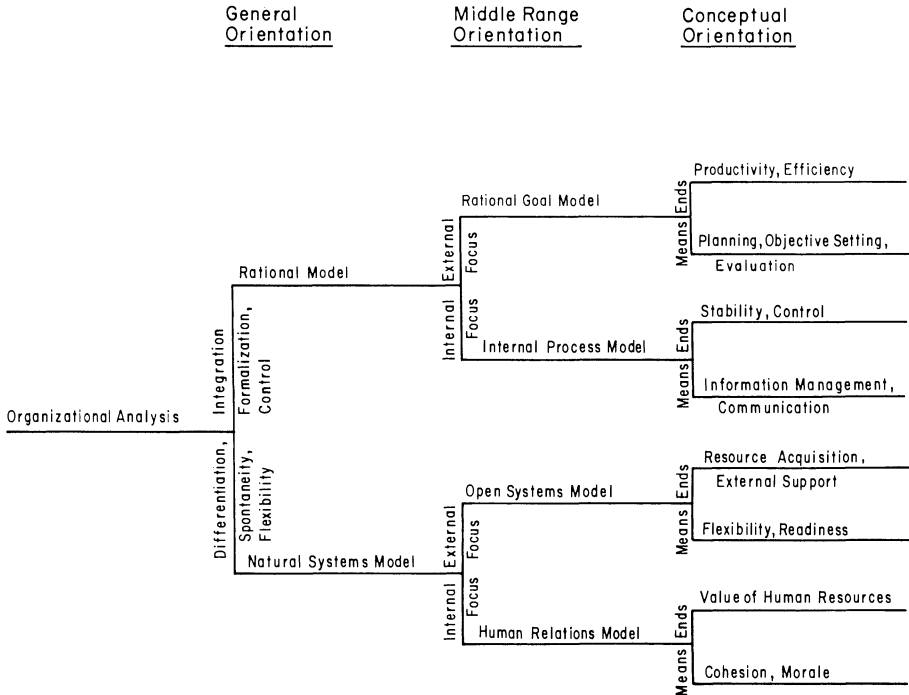 General
Orientation
Middle Range
Orientation
Conceptual
Orientation
Organizational Analysis
Integration
Formalization,
Control
Differentiation,
Spontaneity,
Flexibility
Rational Model
Natural Systems Model
External
Focus
Internal
Focus
Rational Goal Model
Internal Process Model
External
Focus
Internal
Focus
Open Systems Model
Human Relations Model
Ends
Means
Productivity, Efficiency
Planning, Objective Setting,
Evaluation
Ends
Means
Stability, Control
Information Management,
Communication
Ends
Means
Resource Acquisition,
External Support
Flexibility, Readiness
Ends
Means
Value of Human Resources
Cohesion, Morale